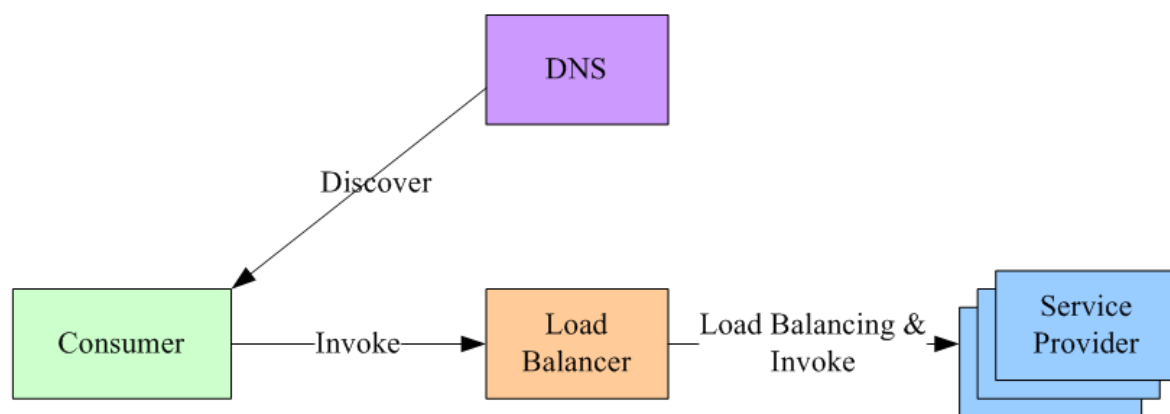 DNS
Discover
Consumer
Invoke
Load
Balancer
Load Balancing &
Invoke
Service
Provider